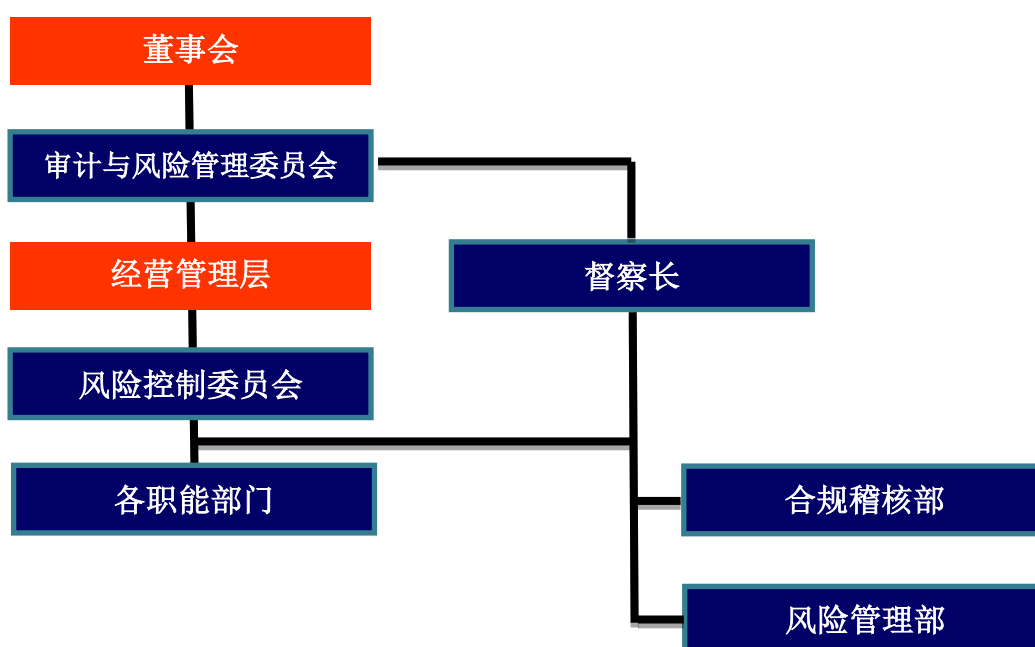 董事会
审计与风险管理委员会
经营管理层
督察长
风险控制委员会
各职能部门
合规稽核部
风险管理部